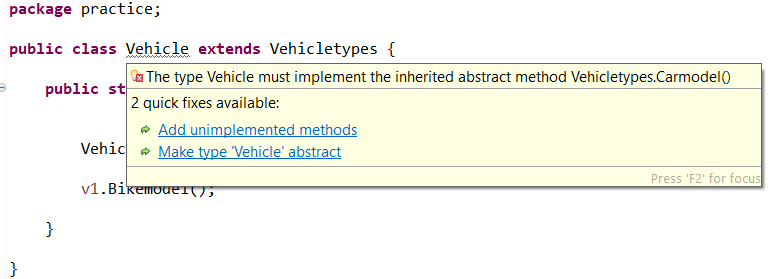 package practice;
public class Vehicle extends Vehicletypes {
The type Vehicle must implement the inherited abstract method Vehicletypes.Carmodel()
public st
2 quick fixes available:
Add unimplemented methods
Vehic
Make type 'Vehicle' abstract
Press 'F2' for focus
v1.Bikemodel();
}
}